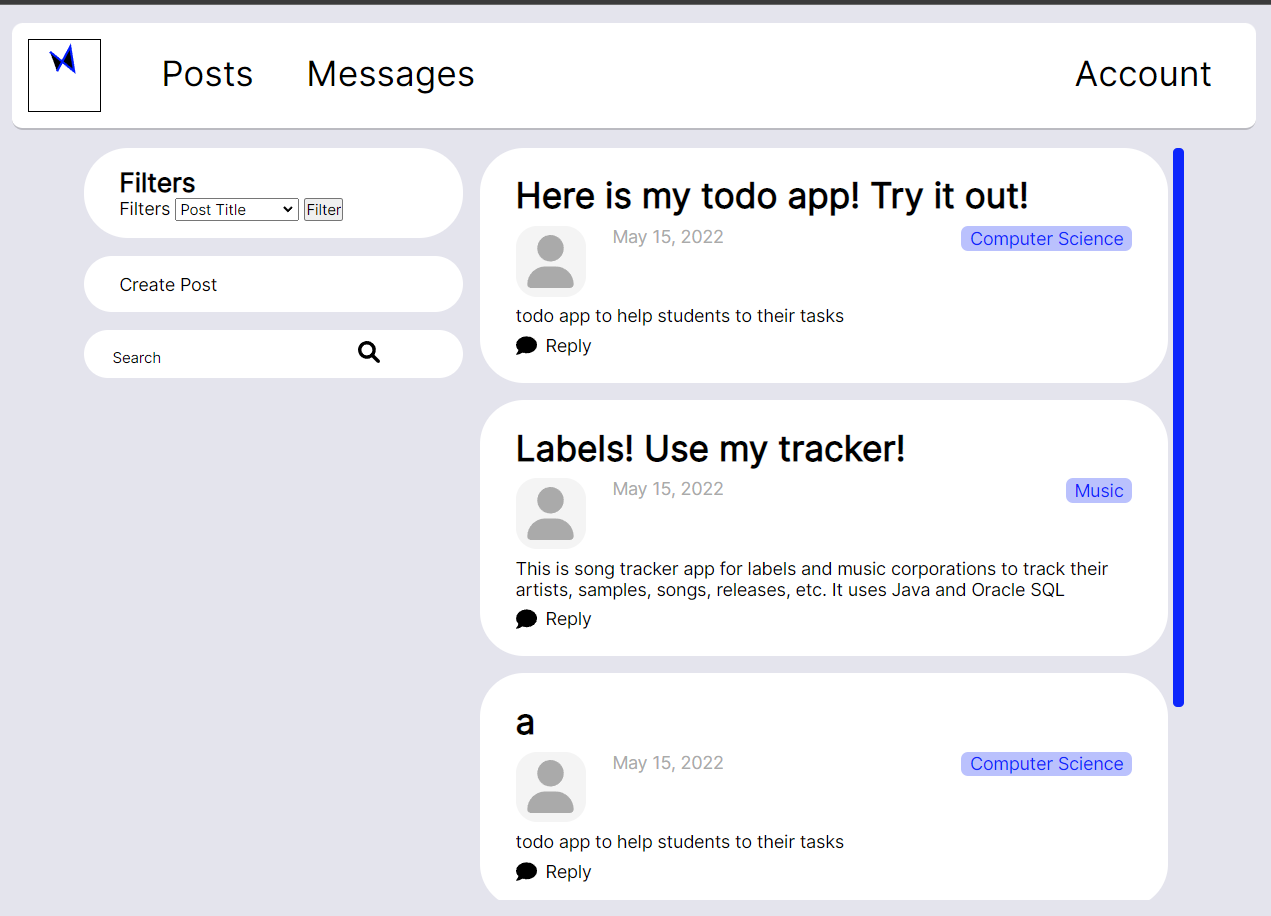 Posts Messages Account
Filters
Filters Post Title Filter
Create Post
Search
Here is my todo app! Try it out!
May 15, 2022 Computer Science
todo app to help students to their tasks
Reply
Labels! Use my tracker!
May 15, 2022 Music
This is song tracker app for labels and music corporations to track their
artists, samples, songs, releases, etc. It uses Java and Oracle SQL
Reply
a
May 15, 2022 Computer Science
todo app to help students to their tasks
Reply